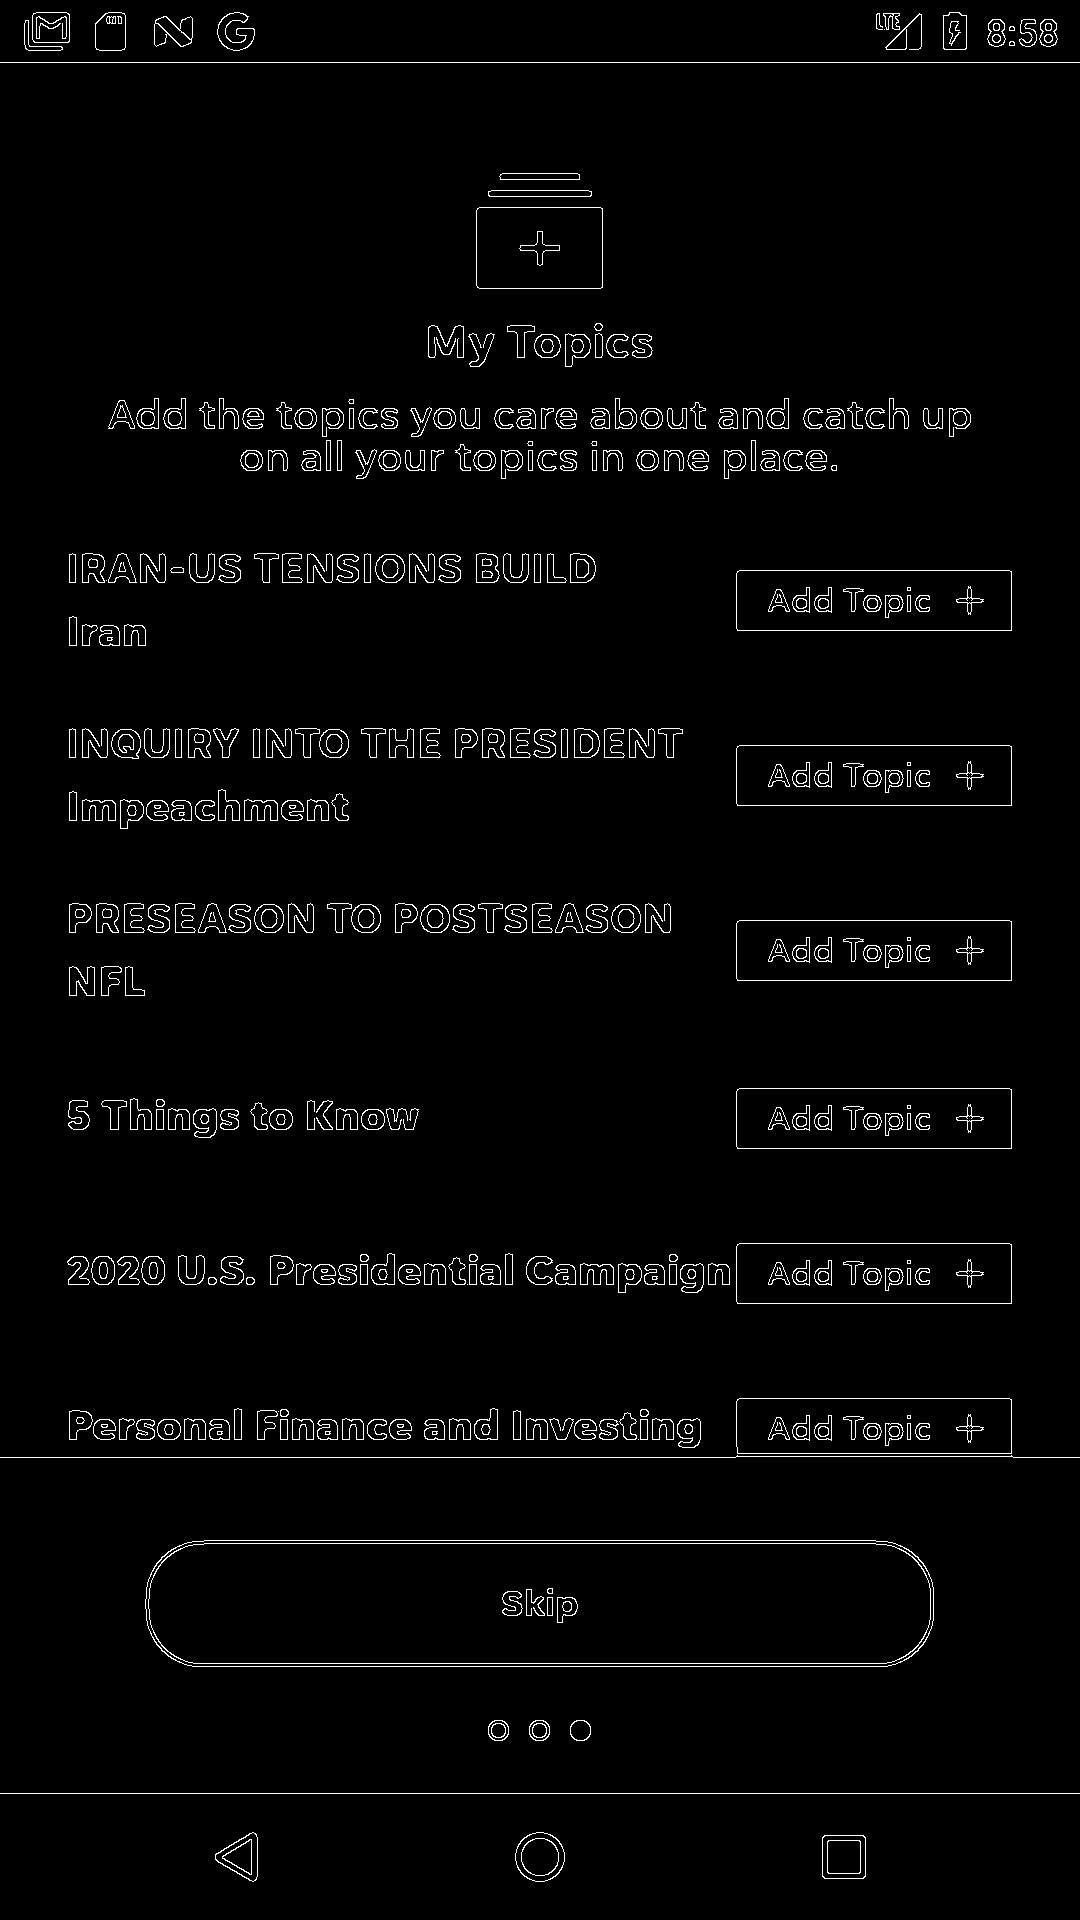 LTE 8:58
My Topics
Add the topics you care about and catch up
on all your topics in one place.
IRAN-US TENSIONS BUILD
Iran
Add Topic
INQUIRY INTO THE PRESIDENT
Impeachment
Add Topic
PRESEASON TO POSTSEASON
NFL
Add Topic
5 Things to Know
Add Topic
2020 U.S. Presidential Campaign
Add Topic
Personal Finance and Investing
Add Topic
Skip